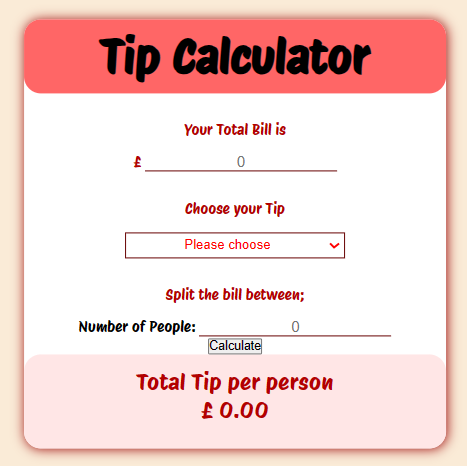 Tip Calculator
Your Total Bill is
£ 0
Choose your Tip
Please choose
Split the bill between;
Number of People: 0
Calculate
Total Tip per person
£ 0.00